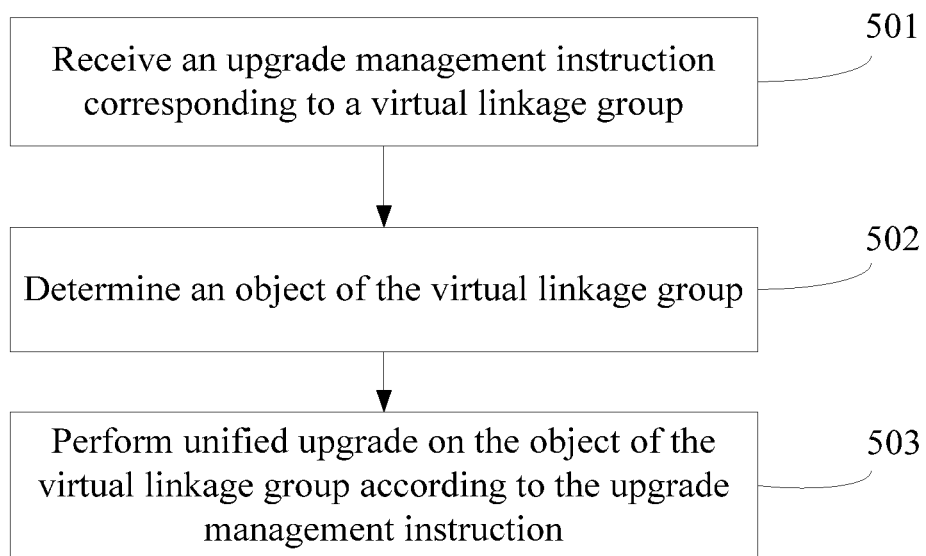 Receive an upgrade management instruction
corresponding to a virtual linkage group
501
Determine an object of the virtual linkage group
502
Perform unified upgrade on the object of the
virtual linkage group according to the upgrade
management instruction
503